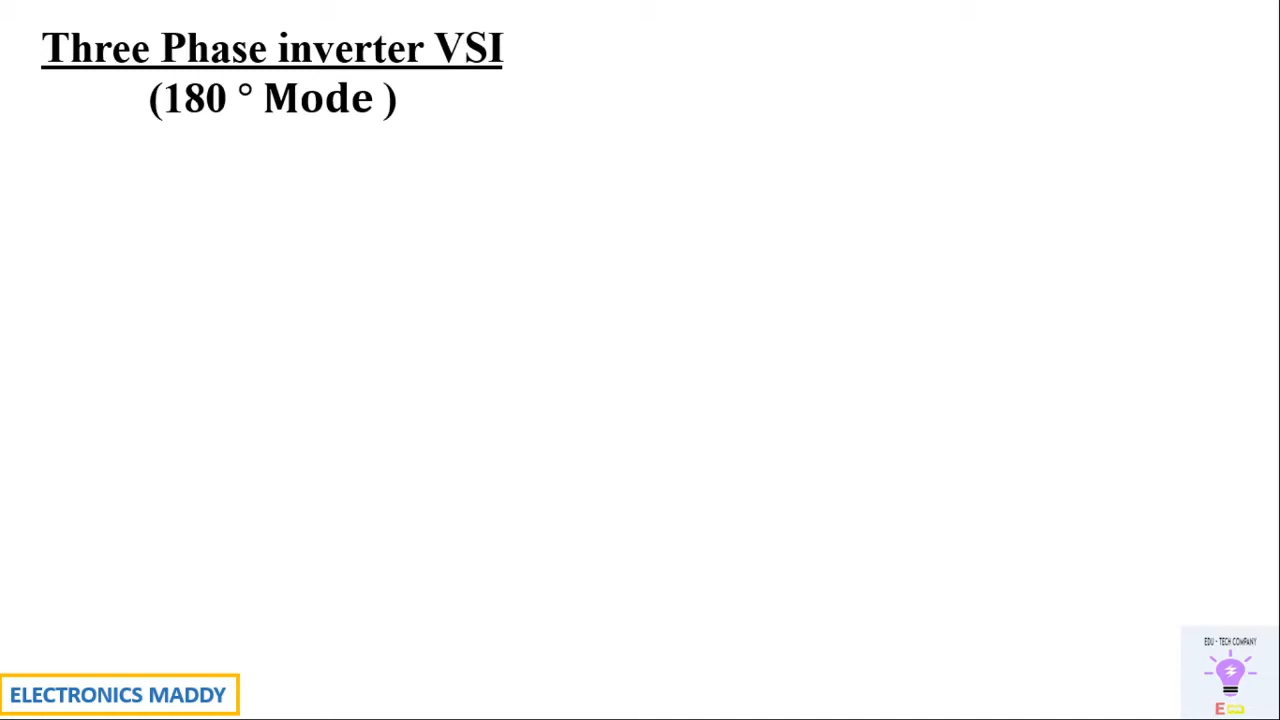 Three Phase inverter VSI
(180 ° Mode )
EDU - TECH COMPANY
E
ELECTRONICS MADDY